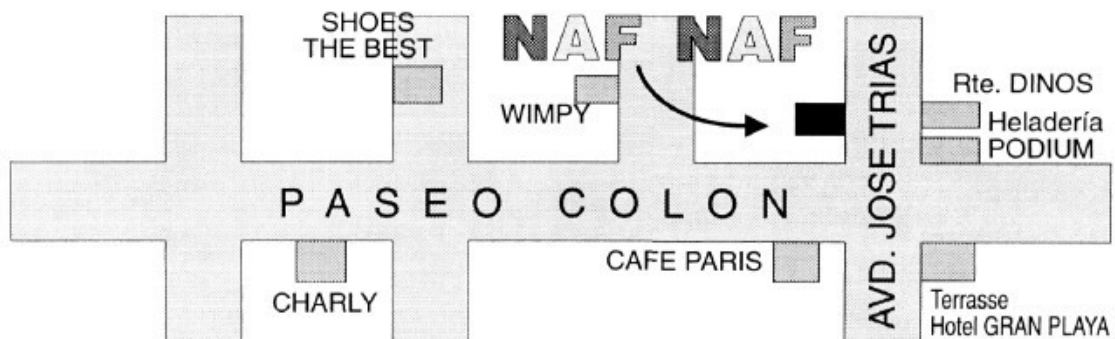 SHOES
THE BEST
NAF NAF
WIMPY
AVD. JOSE TRIAS
Rte. DINOS
Heladería
PODIUM
PASEO COLON
CHARLY
CAFE PARIS
Terrasse
Hotel GRAN PLAYA